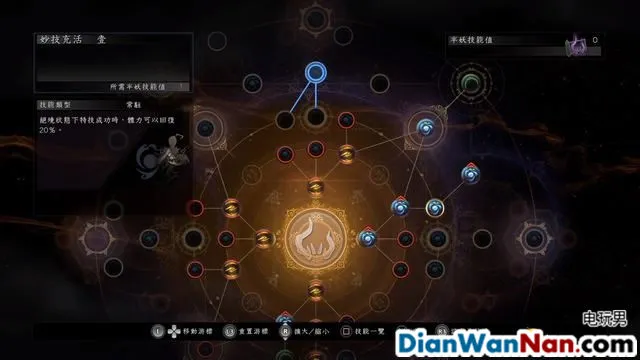 妙技充活 壹
半妖技能值 0
所需半妖技能值
技能類型 常駐
絕境狀態下特技成功時，體力可以回復
20%。
L 移動游標 L3 重置游標 R 擴大/縮小 技能一覽 R3
电玩男
DianWanNan.com